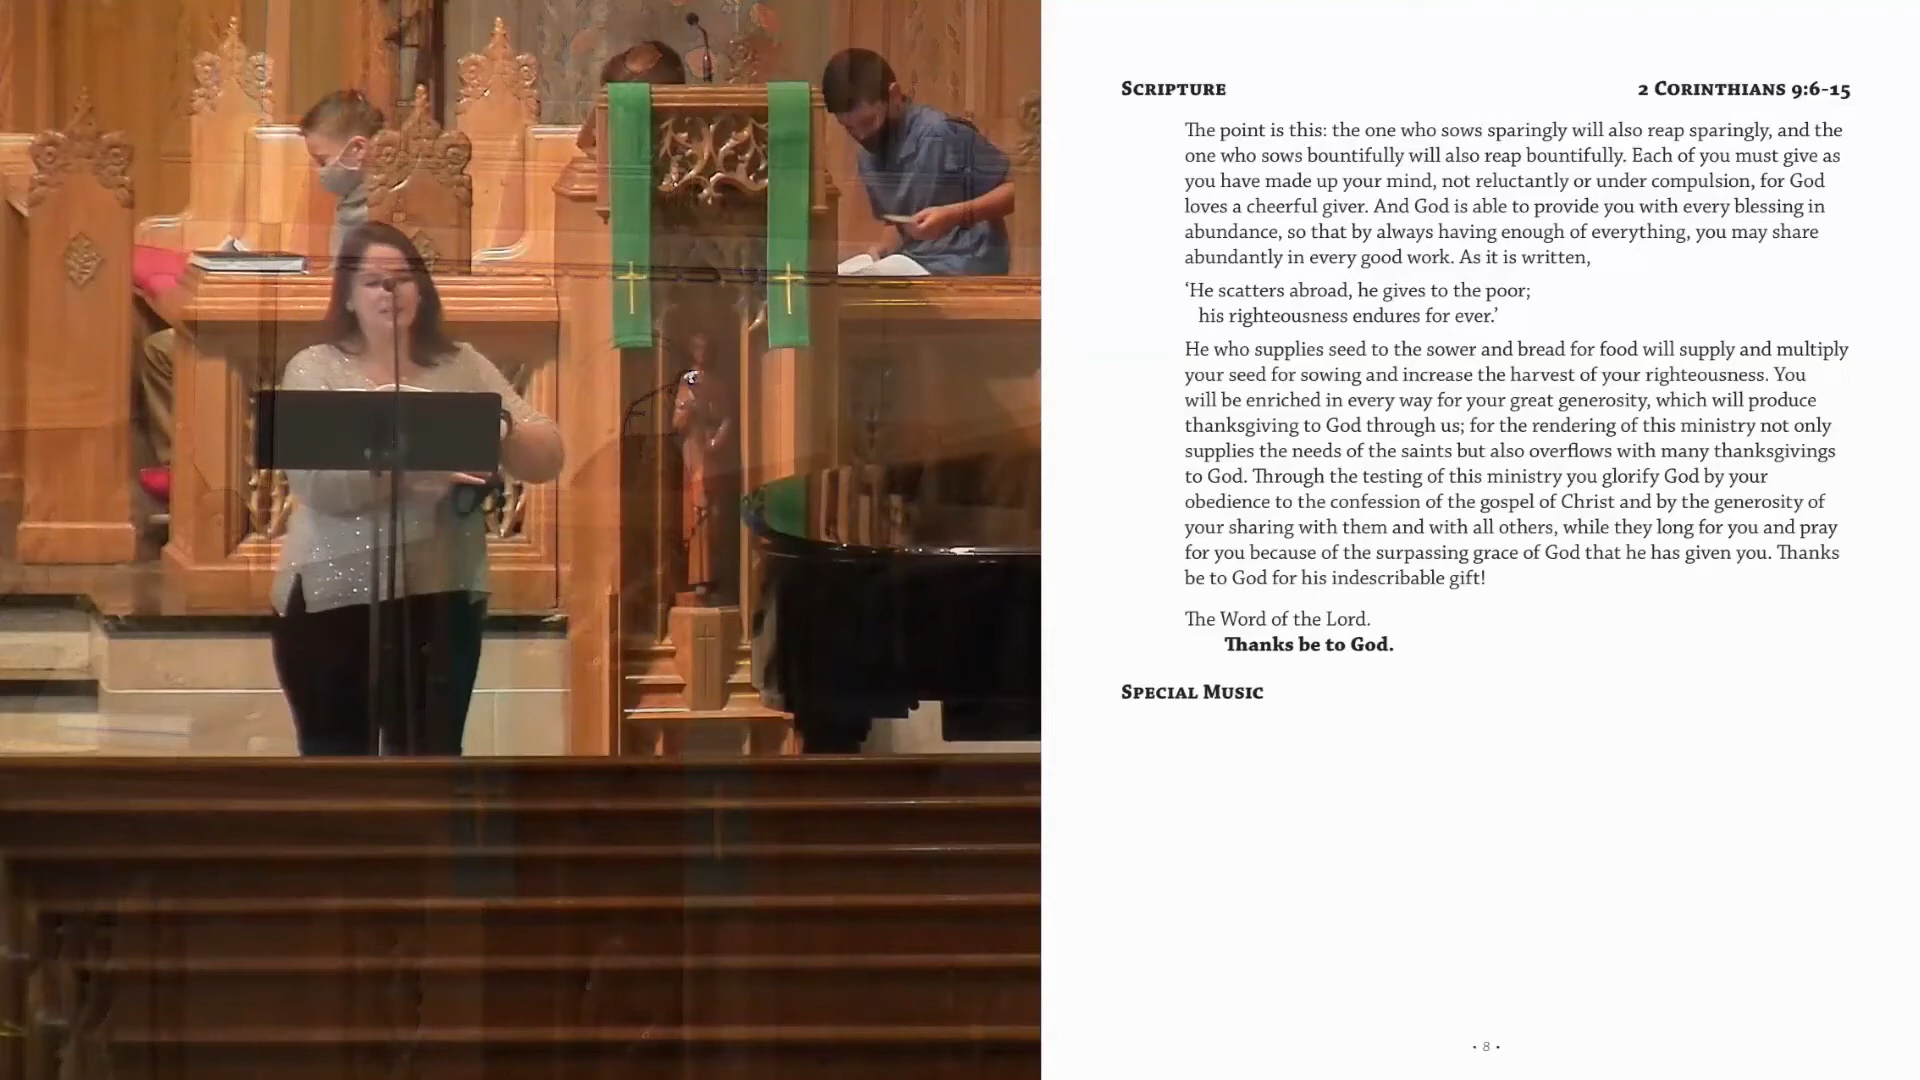 SCRIPTURE 2 CORINTHIANS 9:6-15
The point is this: the one who sows sparingly will also reap sparingly, and the
one who sows bountifully will also reap bountifully. Each of you must give as
you have made up your mind, not reluctantly or under compulsion, for God
loves a cheerful giver. And God is able to provide you with every blessing in
abundance, so that by always having enough of everything, you may share
abundantly in every good work. As it is written,
‘He scatters abroad, he gives to the poor;
his righteousness endures for ever.’
He who supplies seed to the sower and bread for food will supply and multiply
your seed for sowing and increase the harvest of your righteousness. You
will be enriched in every way for your great generosity, which will produce
thanksgiving to God through us; for the rendering of this ministry not only
supplies the needs of the saints but also overflows with many thanksgivings
to God. Through the testing of this ministry you glorify God by your
obedience to the confession of the gospel of Christ and by the generosity of
your sharing with them and with all others, while they long for you and pray
for you because of the surpassing grace of God that he has given you. Thanks
be to God for his indescribable gift!
The Word of the Lord.
Thanks be to God.
SPECIAL MUSIC
• 8 •